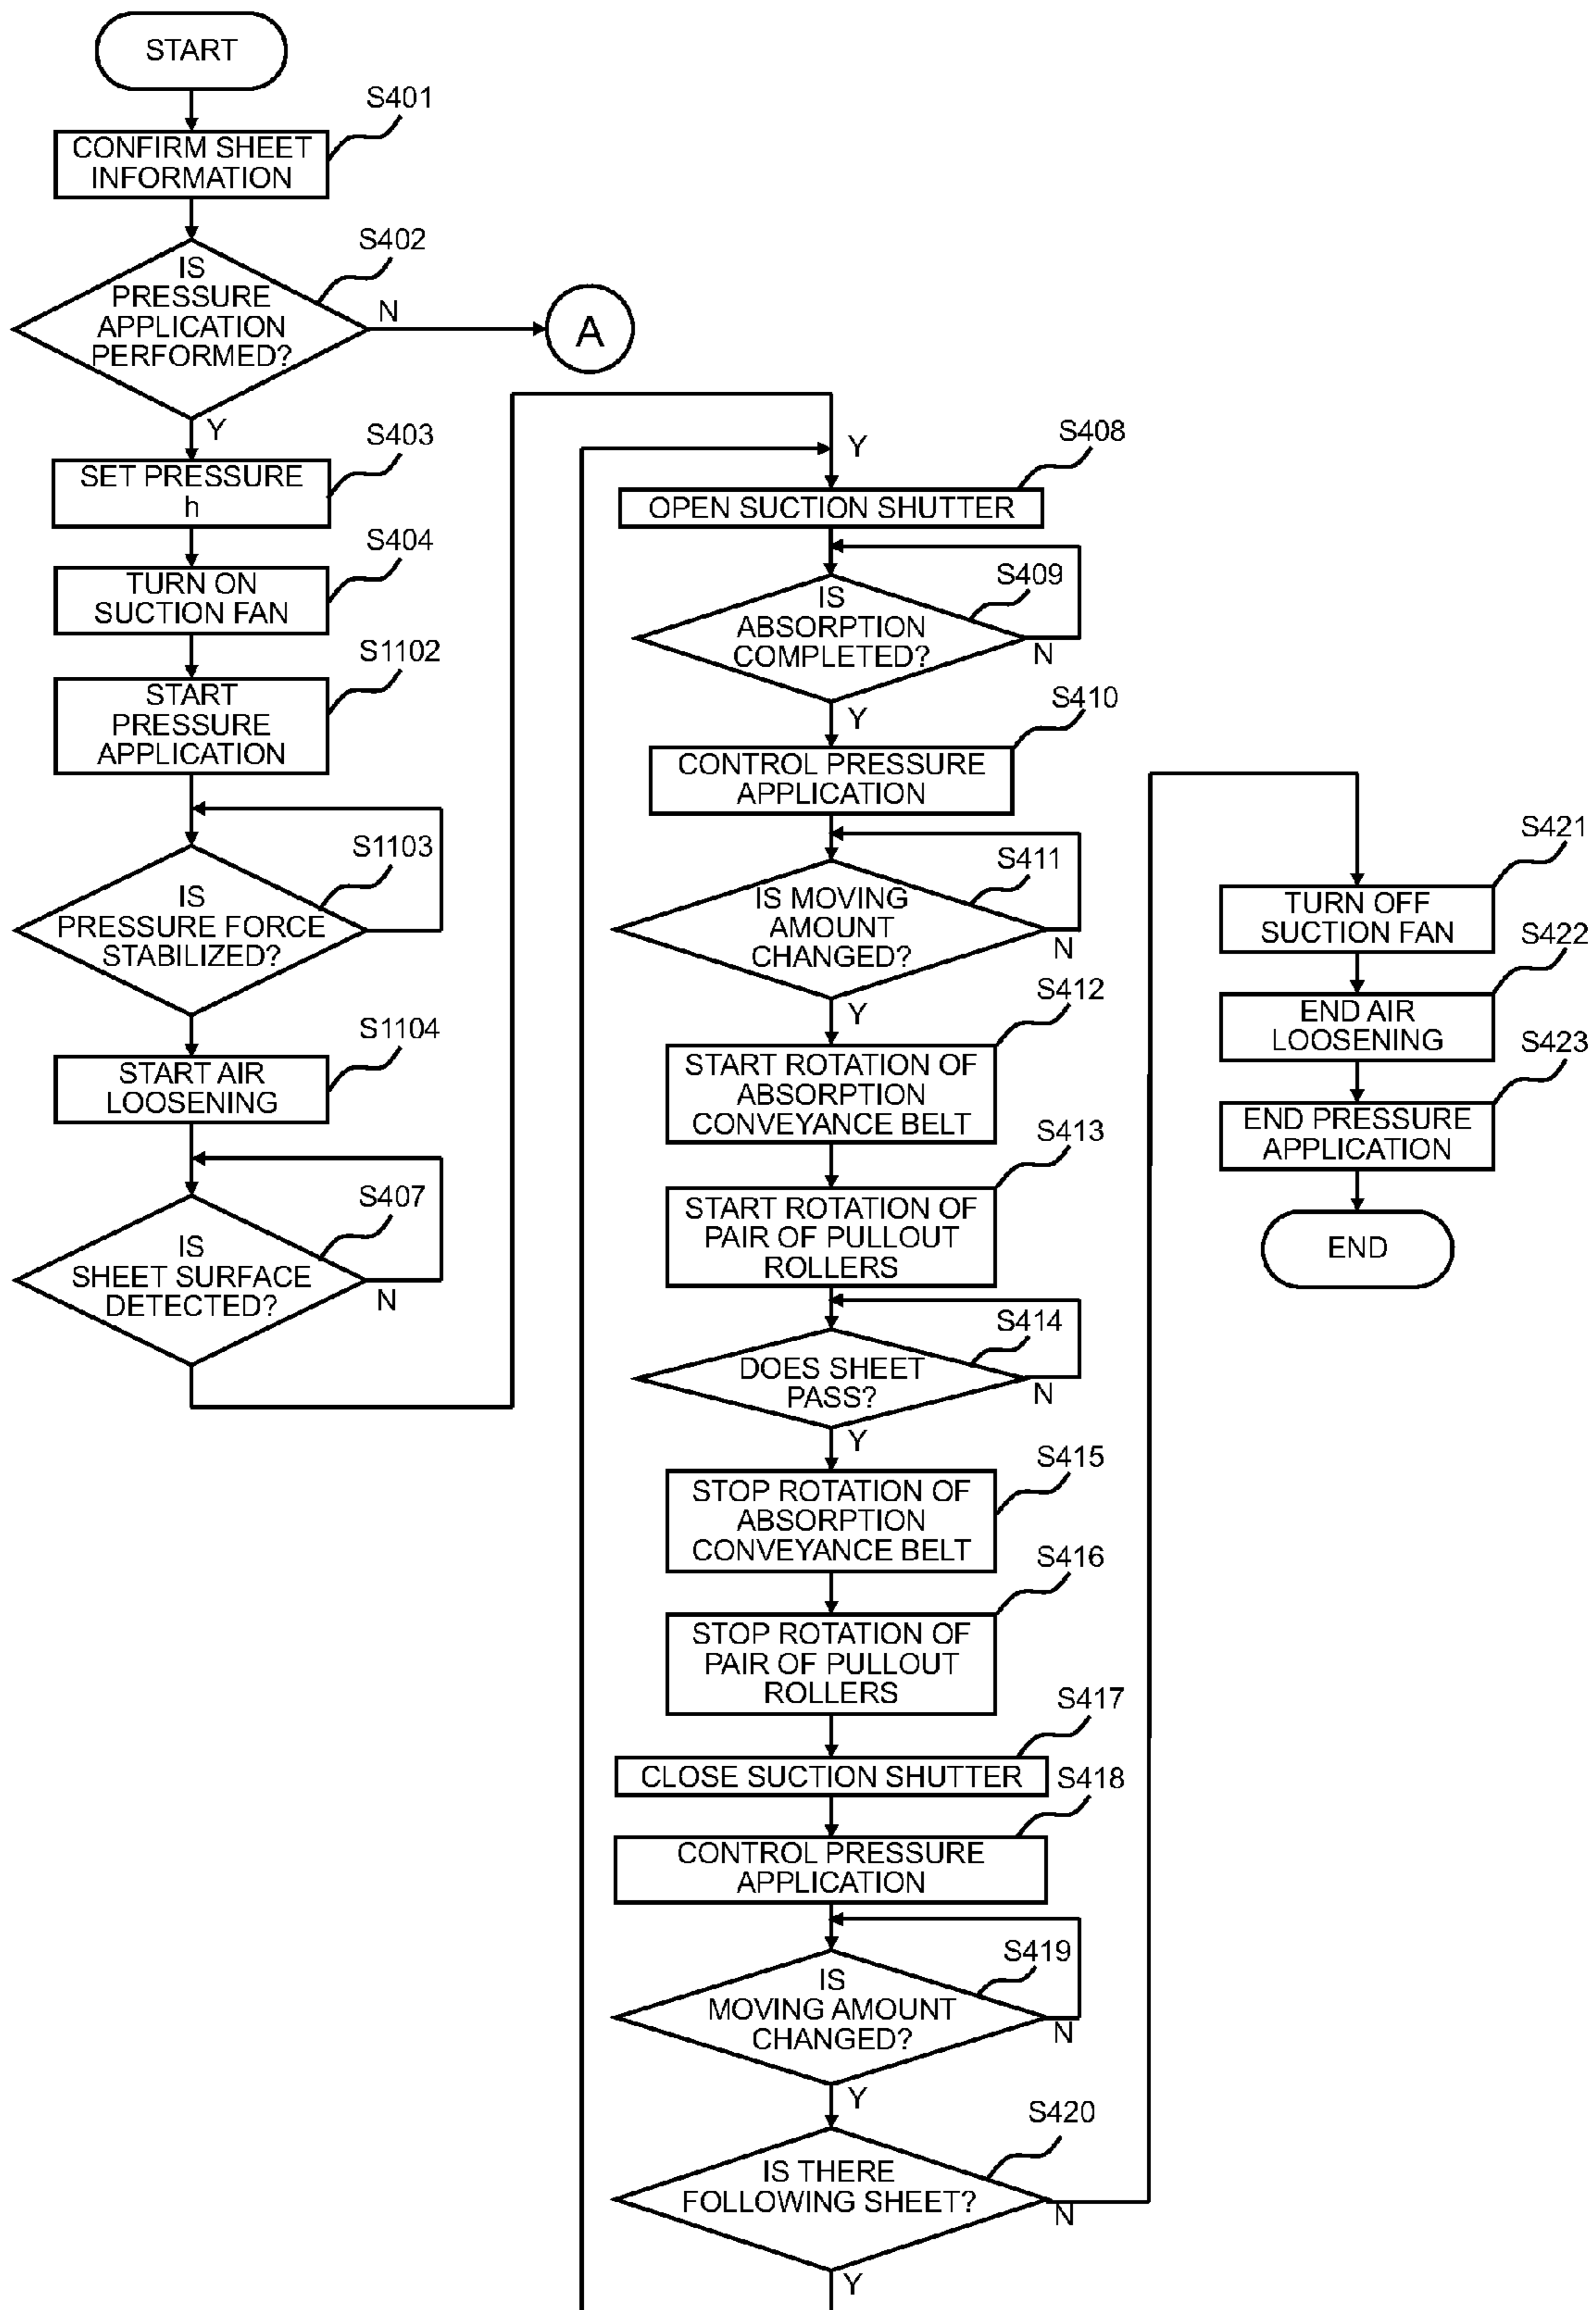 START
S401
CONFIRM SHEET
INFORMATION
S402
IS
PRESSURE
APPLICATION
PERFORMED?
N
A
Y
S403
SET PRESSURE
h
S404
TURN ON
SUCTION FAN
S1102
START
PRESSURE
APPLICATION
S1103
IS
PRESSURE FORCE
STABILIZED?
S1104
START AIR
LOOSENING
S407
IS
SHEET SURFACE
DETECTED?
N
Y
S408
OPEN SUCTION SHUTTER
S409
IS
ABSORPTION
COMPLETED?
N
Y
S410
CONTROL PRESSURE
APPLICATION
S411
IS MOVING
AMOUNT
CHANGED?
N
Y
S412
START ROTATION OF
ABSORPTION
CONVEYANCE BELT
S413
START ROTATION OF
PAIR OF PULLOUT
ROLLERS
S414
DOES SHEET
PASS?
N
Y
S415
STOP ROTATION OF
ABSORPTION
CONVEYANCE BELT
S416
STOP ROTATION OF
PAIR OF PULLOUT
ROLLERS
S417
CLOSE SUCTION SHUTTER
S418
CONTROL PRESSURE
APPLICATION
S419
IS
MOVING AMOUNT
CHANGED?
N
Y
S420
IS THERE
FOLLOWING SHEET?
N
Y
S421
TURN OFF
SUCTION FAN
S422
END AIR
LOOSENING
S423
END PRESSURE
APPLICATION
END